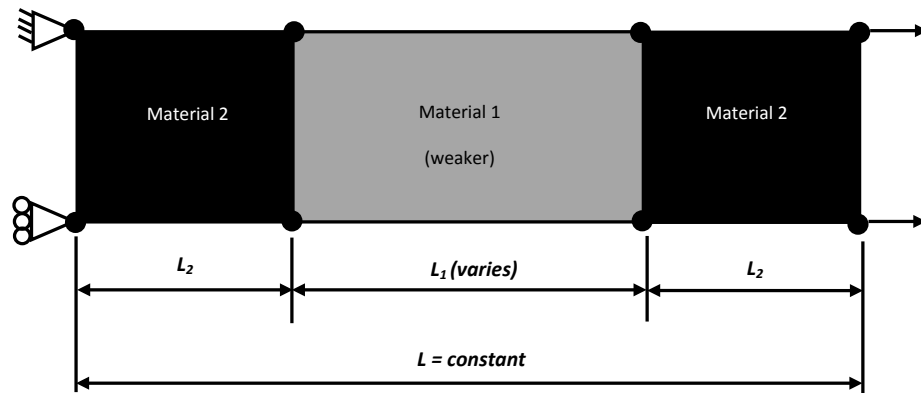 Material 2
Material 1
(weaker)
Material 2
L2
L1 (varies)
L2
L = constant